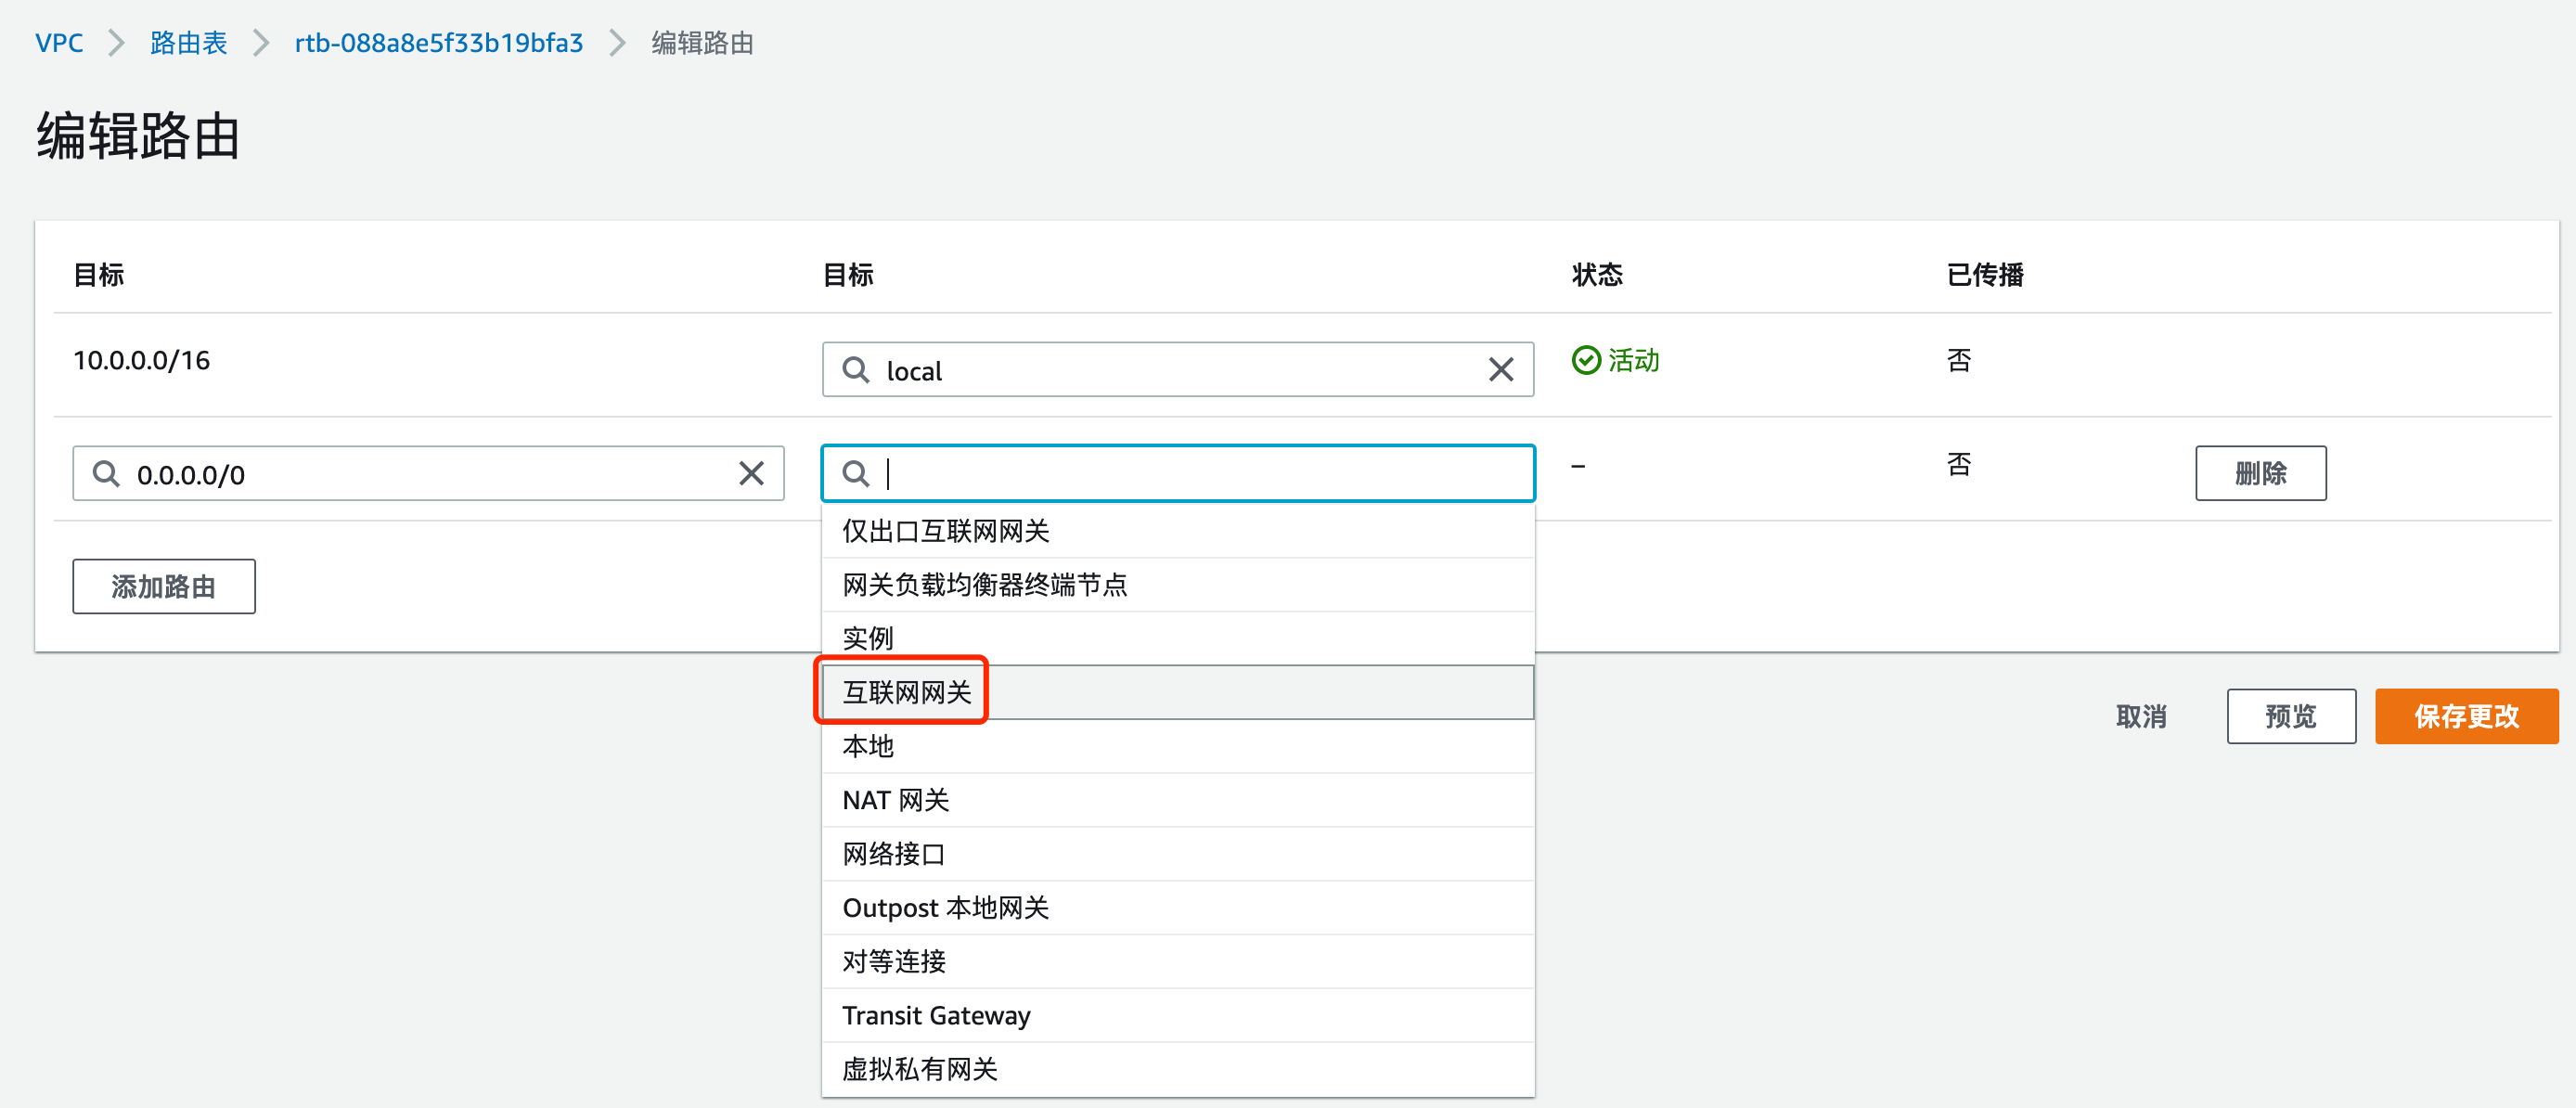 VPC 路由表 rtb-088a8e5f33b19bfa3 编辑路由
编辑路由
目标 目标 状态 已传播
10.0.0.0/16 local 活动 否
0.0.0.0/0 – 否 删除
仅出口互联网网关
网关负载均衡器终端节点
添加路由
实例
互联网网关
取消 预览 保存更改
本地
NAT 网关
网络接口
Outpost 本地网关
对等连接
Transit Gateway
虚拟私有网关